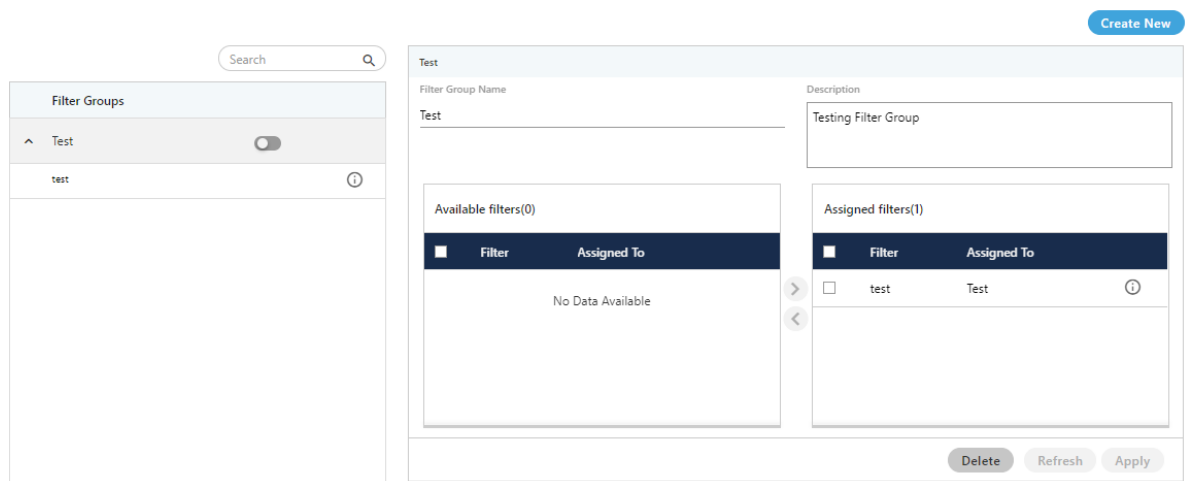 Create New
Search
Filter Groups
Test
test
Test
Filter Group Name
Test
Description
Testing Filter Group
Available filters(0)
Filter Assigned To
No Data Available
Assigned filters(1)
Filter Assigned To
test Test
Delete Refresh Apply